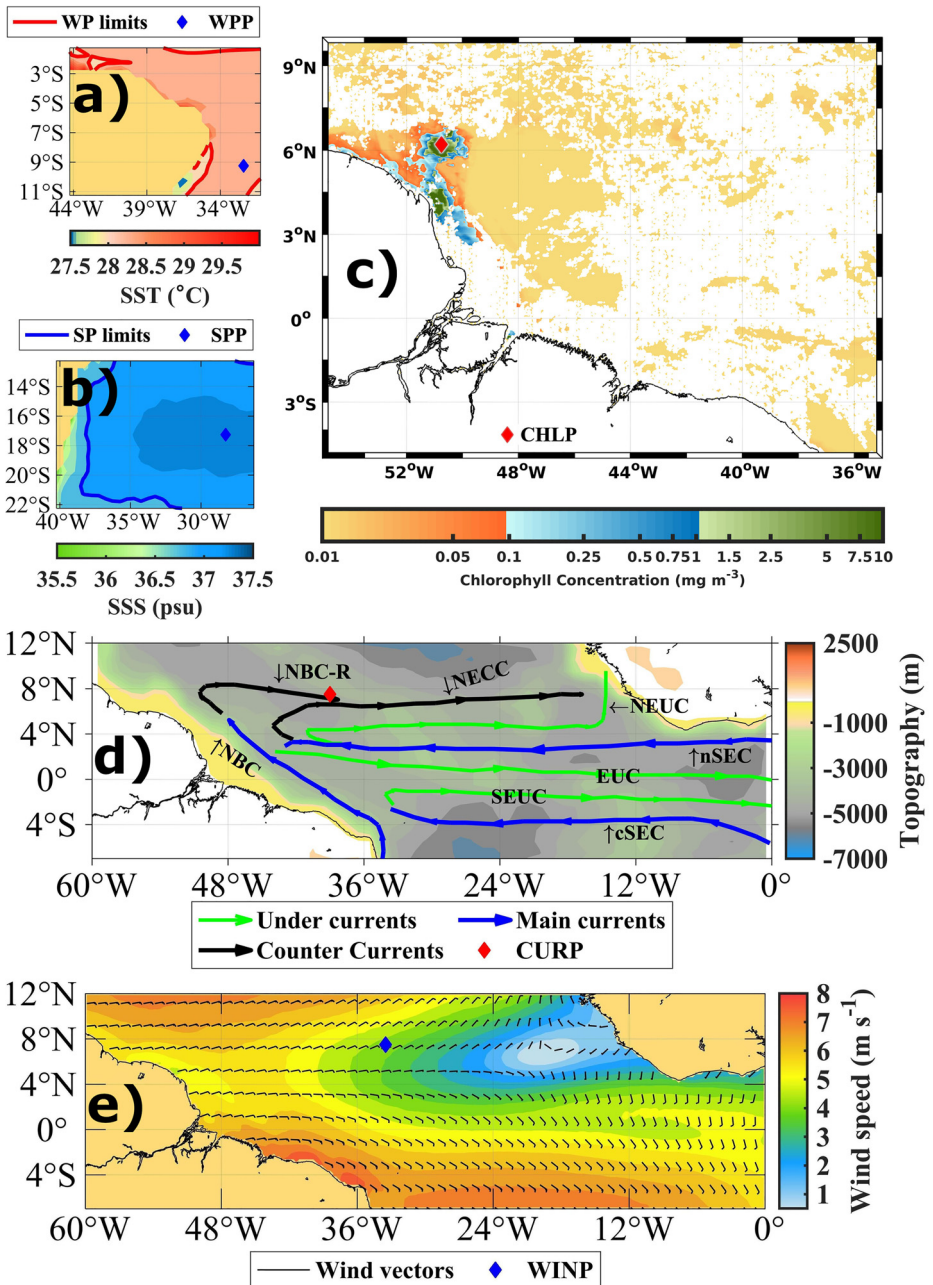 WP limits WPP
3°S
5°S
7°S
9°S
11°S
a)
44°W 39°W 34°W
27.5 28 28.5 29 29.5
SST (°C)
SP limits SPP
14°S
16°S
18°S
20°S
22°S
b)
40°W 30°W
35.5 36 36.5 37 37.5
SSS (psu)
9°N
6°N
3°N
0°
3°S
c)
CHLP
52°W 48°W 44°W 40°W 36°W
0.01 0.05 0.1 0.25 0.5 0.75 1 1.5 2.5 5 7.5 10
Chlorophyll Concentration (mg m⁻³)
12°N
8°N
4°N
0°
4°S
d)
↓NBC-R
↓NECC
←NEUC
↑NBC
↑nSEC
EUC
SEUC
↑cSEC
60°W 48°W 36°W 24°W 12°W 0°
2500
-1000
-3000
-5000
-7000
Topography (m)
Under currents Main currents
Counter Currents CURP
12°N
8°N
4°N
0°
4°S
e)
60°W 48°W 36°W 24°W 12°W 0°
8
7
6
5
4
3
2
1
Wind speed (m s⁻¹)
Wind vectors WINP